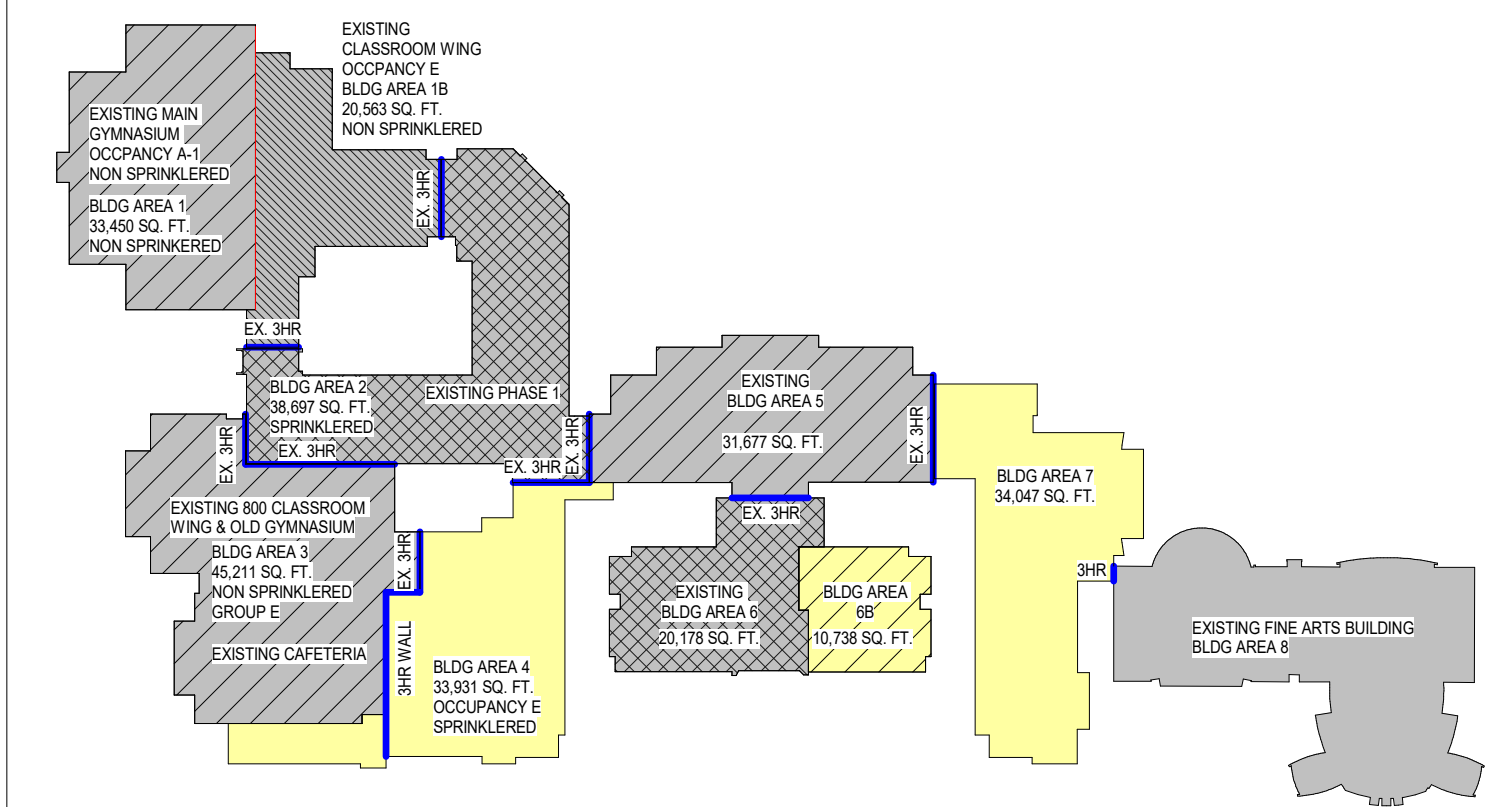 EXISTING
CLASSROOM WING
OCCPANCY E
BLDG AREA 1B
20,563 SQ. FT.
NON SPRINKLERED
EXISTING MAIN
GYMNASIUM
OCCPANCY A-1
NON SPRINKLERED
BLDG AREA 1
33,450 SQ. FT.
NON SPRINKERED
EX. 3HR
EX. 3HR
BLDG AREA 2
38,697 SQ. FT.
SPRINKLERED
EXISTING PHASE 1
EX. 3HR
EX. 3HR
EX. 3HR
EX. 3HR
EXISTING
BLDG AREA 5
31,677 SQ. FT.
EX. 3HR
EX. 3HR
BLDG AREA 7
34,047 SQ. FT.
EXISTING 800 CLASSROOM
WING & OLD GYMNASIUM
BLDG AREA 3
45,211 SQ. FT.
NON SPRINKLERED
GROUP E
EXISTING CAFETERIA
EX. 3HR
3HR WALL
BLDG AREA 4
33,931 SQ. FT.
OCCUPANCY E
SPRINKLERED
EXISTING
BLDG AREA 6
20,178 SQ. FT.
BLDG AREA
6B
10,738 SQ. FT.
3HR
EXISTING FINE ARTS BUILDING
BLDG AREA 8